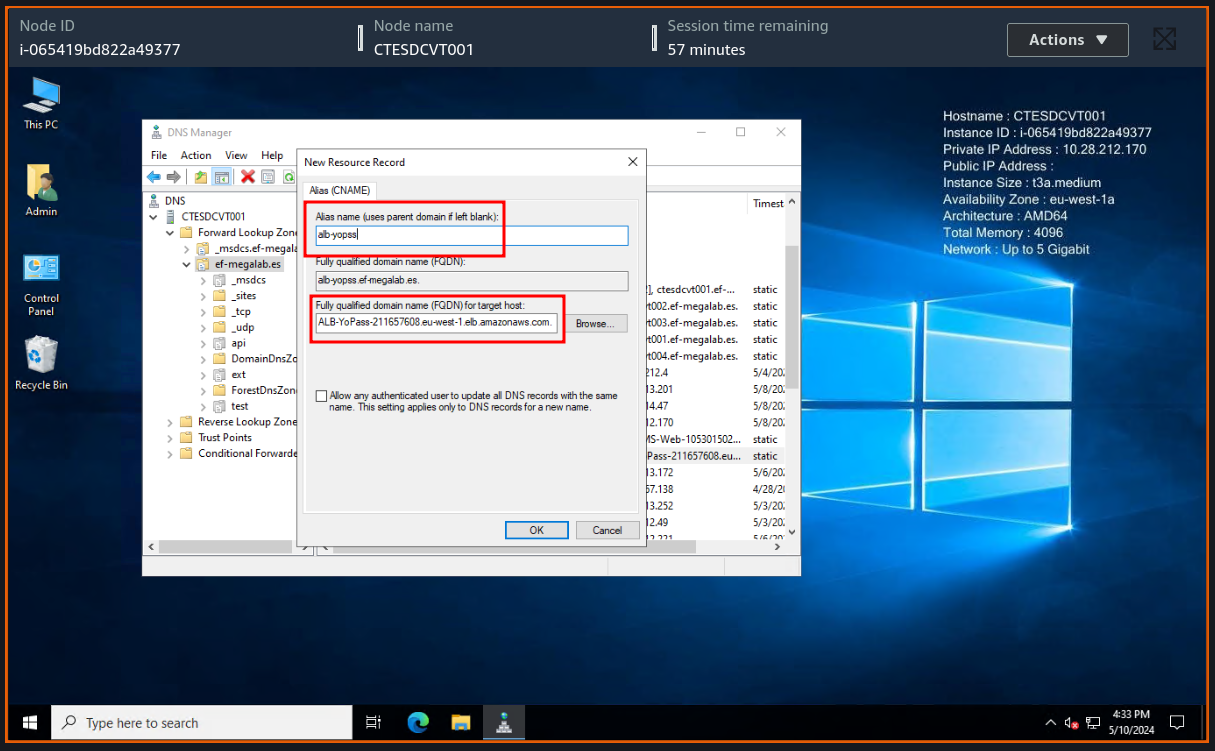 Node ID
i-065419bd822a49377
Node name
CTESDCVT001
Session time remaining
57 minutes
Actions
This PC
Admin
Control
Panel
Recycle Bin
Hostname : CTESDCVT001
Instance ID : i-065419bd822a49377
Private IP Address : 10.28.212.170
Public IP Address :
Instance Size : t3a.medium
Availability Zone : eu-west-1a
Architecture : AMD64
Total Memory : 4096
Network : Up to 5 Gigabit
DNS Manager
File Action View Help
DNS
CTESDCVT001
Forward Lookup Zone
_msdcs.ef-megala
ef-megalab.es
_msdcs
_sites
_tcp
_udp
api
DomainDnsZo
ext
ForestDnsZon
test
Reverse Lookup Zone
Trust Points
Conditional Forwarde
New Resource Record
Alias (CNAME)
Alias name (uses parent domain if left blank):
alb-yopss
Fully qualified domain name (FQDN):
alb-yopss.ef-megalab.es.
Fully qualified domain name (FQDN) for target host:
ALB-YoPass-211657608.eu-west-1.elb.amazonaws.com.
Browse...
Allow any authenticated user to update all DNS records with the same
name. This setting applies only to DNS records for a new name.
OK
Cancel
Timest
], ctesdcvt001.ef-... static
vt002.ef-megalab.es. static
vt003.ef-megalab.es. static
vt001.ef-megalab.es. static
vt004.ef-megalab.es. static
212.4 5/4/202
13.201 5/8/202
14.47 5/8/202
12.170 5/8/202
MS-Web-105301502... static
Pass-211657608.eu... static
13.172 5/6/202
57.138 4/28/20
13.252 5/3/202
12.49 5/3/202
12.221 5/6/202
Type here to search
4:33 PM
5/10/2024